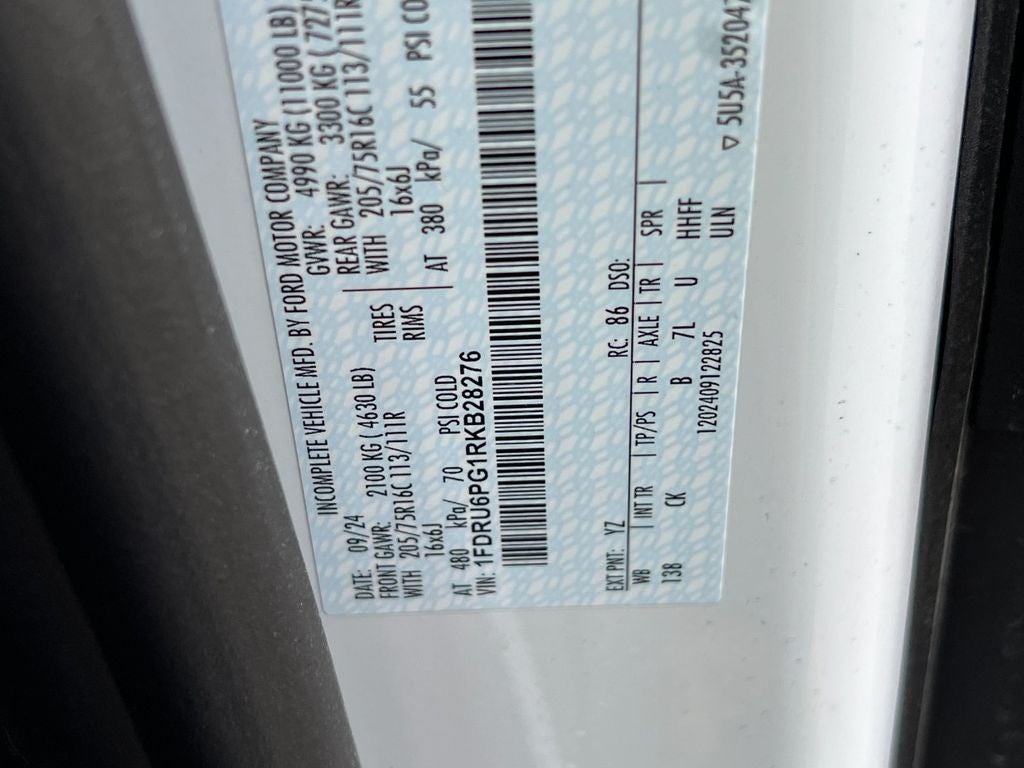 INCOMPLETE VEHICLE MFD. BY FORD MOTOR COMPANY
DATE: 09/24 GVWR: 4990 KG (11000 LB)
FRONT GAWR: 2100 KG ( 4630 LB) REAR GAWR: 3300 KG ( 727
WITH 205/75R16C 113/111R TIRES WITH 205/75R16C 113/111R
16x6J RIMS 16x6J
AT 480 kPa/ 70 PSI COLD AT 380 kPa/ 55 PSI CO
VIN: 1FDRU6PG1RKB28276
EXT PNT: YZ RC: 86 DSO:
WB | INT TR | TP/PS | R | AXLE | TR | SPR |
138 CK B 7L U HHFF
1202409122825 ULN
▽ 5U5A-352047